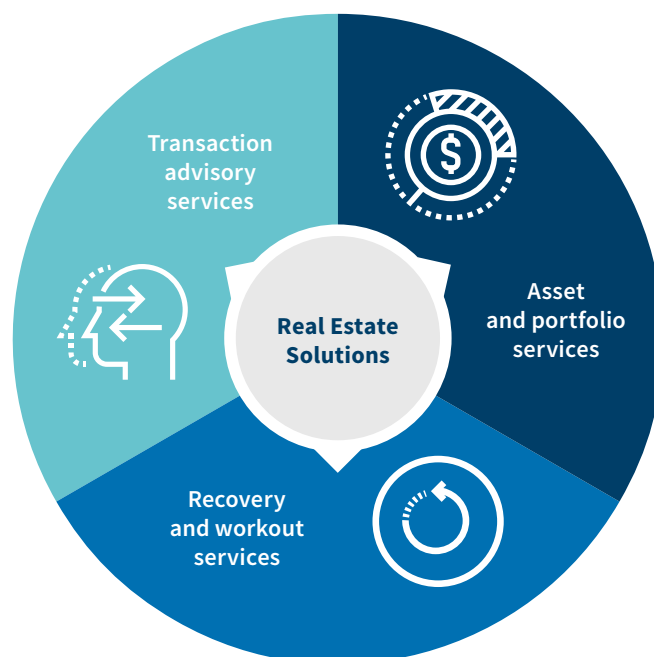 Transaction
advisory
services
$
Asset
and portfolio
services
Real Estate
Solutions
Recovery
and workout
services